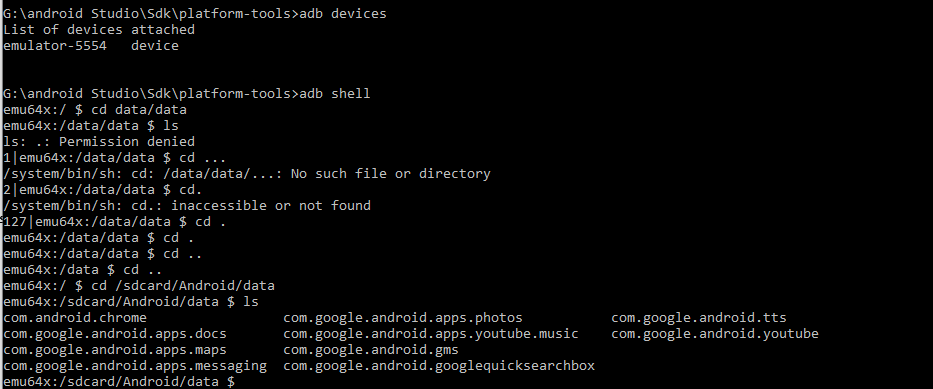 G:\android Studio\Sdk\platform-tools>adb devices
List of devices attached
emulator-5554   device
G:\android Studio\Sdk\platform-tools>adb shell
emu64x:/ $ cd data/data
emu64x:/data/data $ ls
ls: .: Permission denied
1|emu64x:/data/data $ cd ...
/system/bin/sh: cd: /data/data/...: No such file or directory
2|emu64x:/data/data $ cd.
/system/bin/sh: cd.: inaccessible or not found
127|emu64x:/data/data $ cd .
emu64x:/data/data $ cd .
emu64x:/data/data $ cd ..
emu64x:/data $ cd ..
emu64x:/ $ cd /sdcard/Android/data
emu64x:/sdcard/Android/data $ ls
com.android.chrome                 com.google.android.apps.photos           com.google.android.tts
com.google.android.apps.docs       com.google.android.apps.youtube.music    com.google.android.youtube
com.google.android.apps.maps       com.google.android.gms
com.google.android.apps.messaging  com.google.android.googlequicksearchbox
emu64x:/sdcard/Android/data $